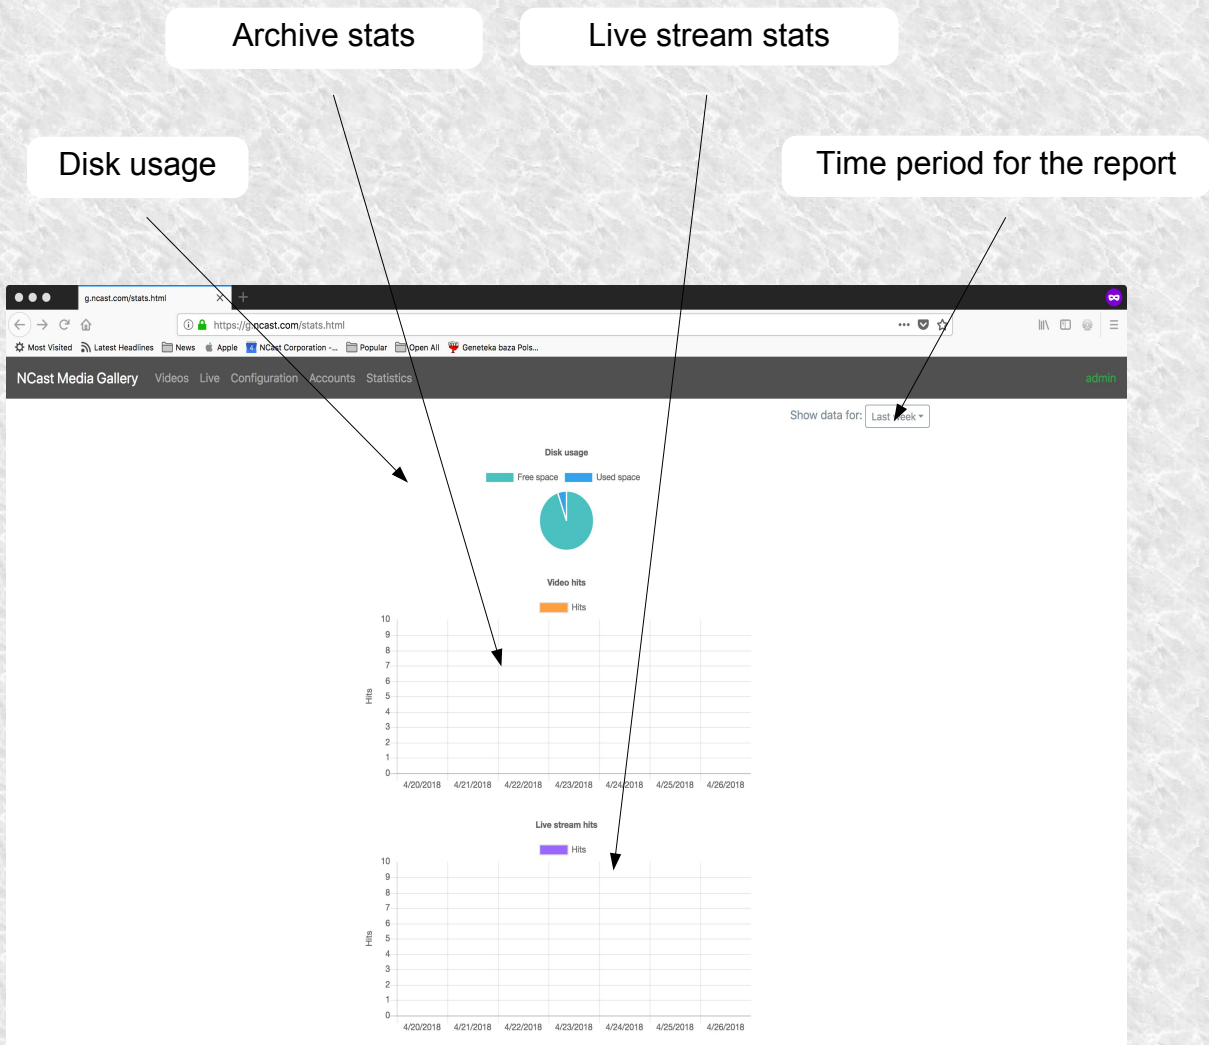 Archive stats
Live stream stats
Disk usage
Time period for the report
g.ncast.com/stats.html
https://g.ncast.com/stats.html
Most Visited Latest Headlines News Apple NCast Corporation -... Popular Open All Geneteka baza Pols...
NCast Media Gallery Videos Live Configuration Accounts Statistics admin
Show data for: Last week
Disk usage
Free space Used space
Video hits
Hits
10
9
8
7
6
5
4
3
2
1
0
Hits
4/20/2018 4/21/2018 4/22/2018 4/23/2018 4/24/2018 4/25/2018 4/26/2018
Live stream hits
Hits
10
9
8
7
6
5
4
3
2
1
0
Hits
4/20/2018 4/21/2018 4/22/2018 4/23/2018 4/24/2018 4/25/2018 4/26/2018